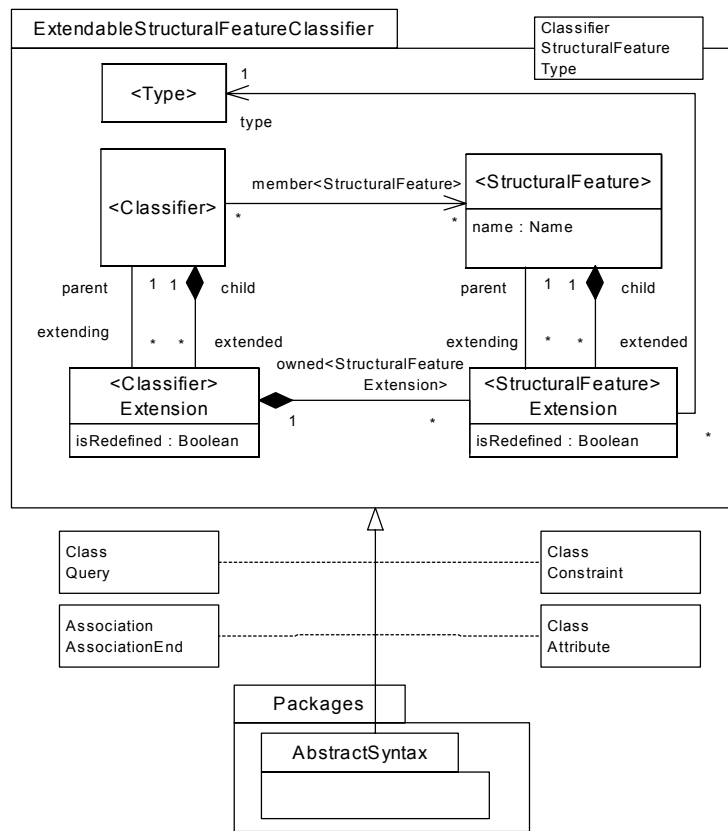 ExtendableStructuralFeatureClassifier
Classifier
StructuralFeature
Type
<Type>
1
type
<Classifier>
member<StructuralFeature>
*
*
<StructuralFeature>
name : Name
parent
1
1
child
parent
1
1
child
extending
*
*
extended
extending
*
*
extended
<Classifier>
Extension
isRedefined : Boolean
owned<StructuralFeature
Extension>
1
*
<StructuralFeature>
Extension
isRedefined : Boolean
*
Class
Query
Class
Constraint
Association
AssociationEnd
Class
Attribute
Packages
AbstractSyntax